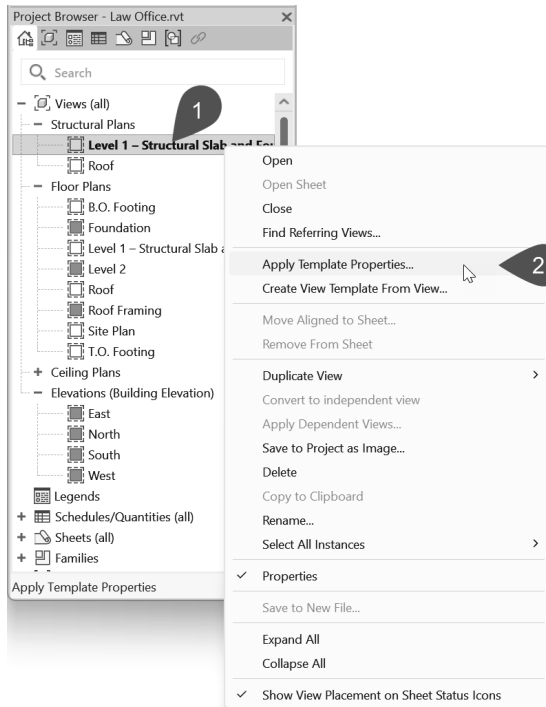 Project Browser - Law Office.rvt
Search
Views (all)
1
Structural Plans
Level 1 – Structural Slab and
Roof
Floor Plans
B.O. Footing
Foundation
Level 1 – Structural Slab
Level 2
Roof
Roof Framing
Site Plan
T.O. Footing
Ceiling Plans
Elevations (Building Elevation)
East
North
South
West
Legends
Schedules/Quantities (all)
Sheets (all)
Families
Apply Template Properties
Open
Open Sheet
Close
Find Referring Views...
Apply Template Properties...
2
Create View Template From View...
Move Aligned to Sheet...
Remove From Sheet
Duplicate View
Convert to independent view
Apply Dependent Views...
Save to Project as Image...
Delete
Copy to Clipboard
Rename...
Select All Instances
Properties
Save to New File...
Expand All
Collapse All
Show View Placement on Sheet Status Icons